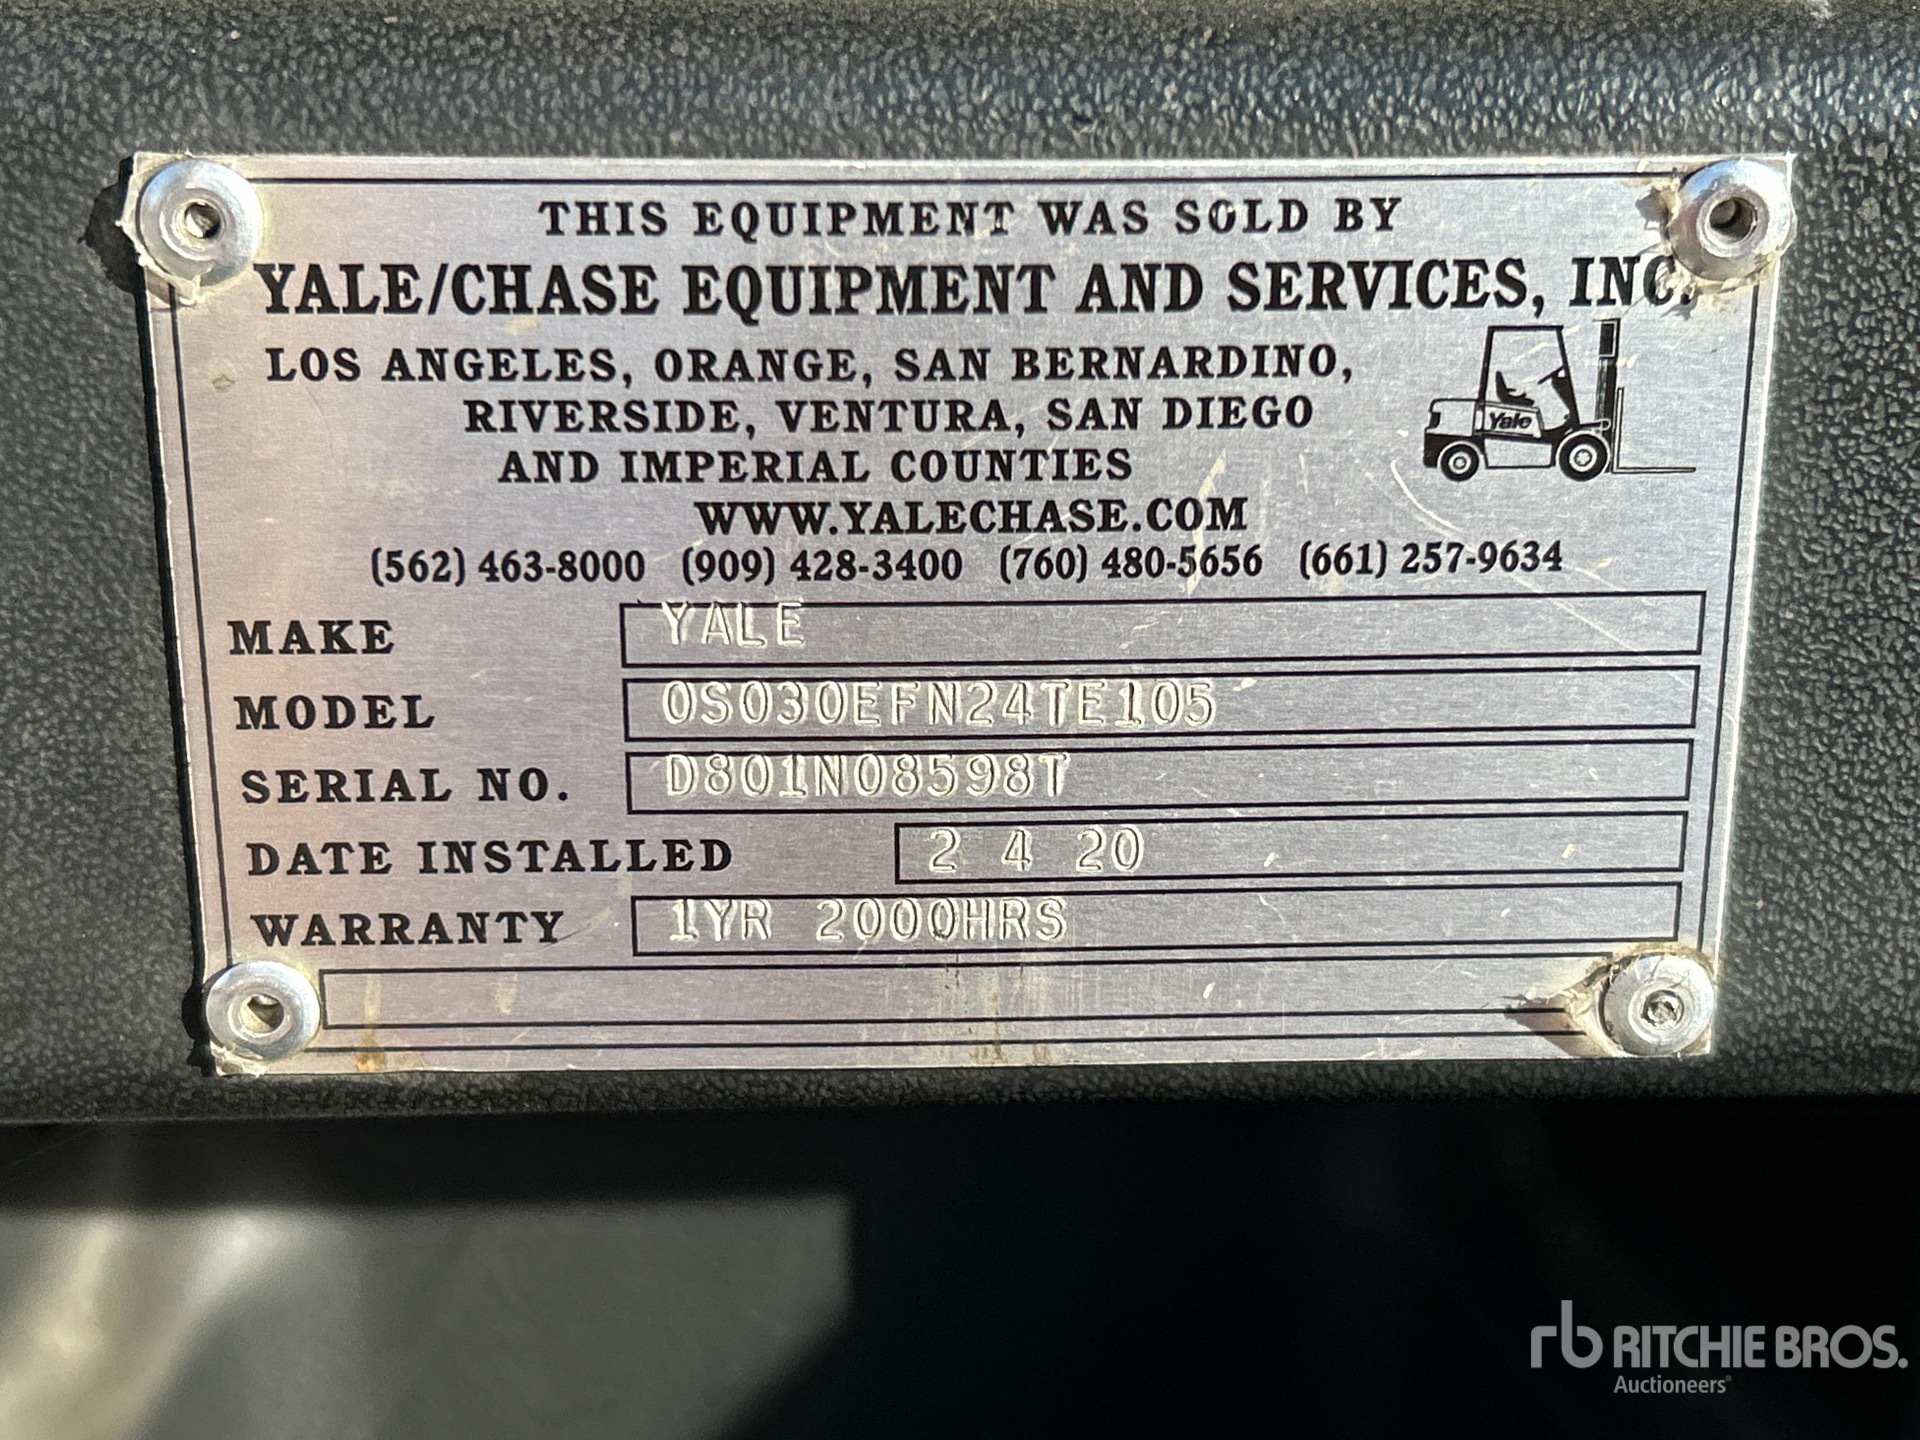 THIS EQUIPMENT WAS SOLD BY
YALE/CHASE EQUIPMENT AND SERVICES, INC.
LOS ANGELES, ORANGE, SAN BERNARDINO,
RIVERSIDE, VENTURA, SAN DIEGO
AND IMPERIAL COUNTIES
Yale
WWW.YALECHASE.COM
(562) 463-8000 (909) 428-3400 (760) 480-5656 (661) 257-9634
MAKE YALE
MODEL OS030EFN24TE105
SERIAL NO. D801N08598T
DATE INSTALLED 2 4 20
WARRANTY 1YR 2000HRS
rb RITCHIE BROS.
Auctioneers®